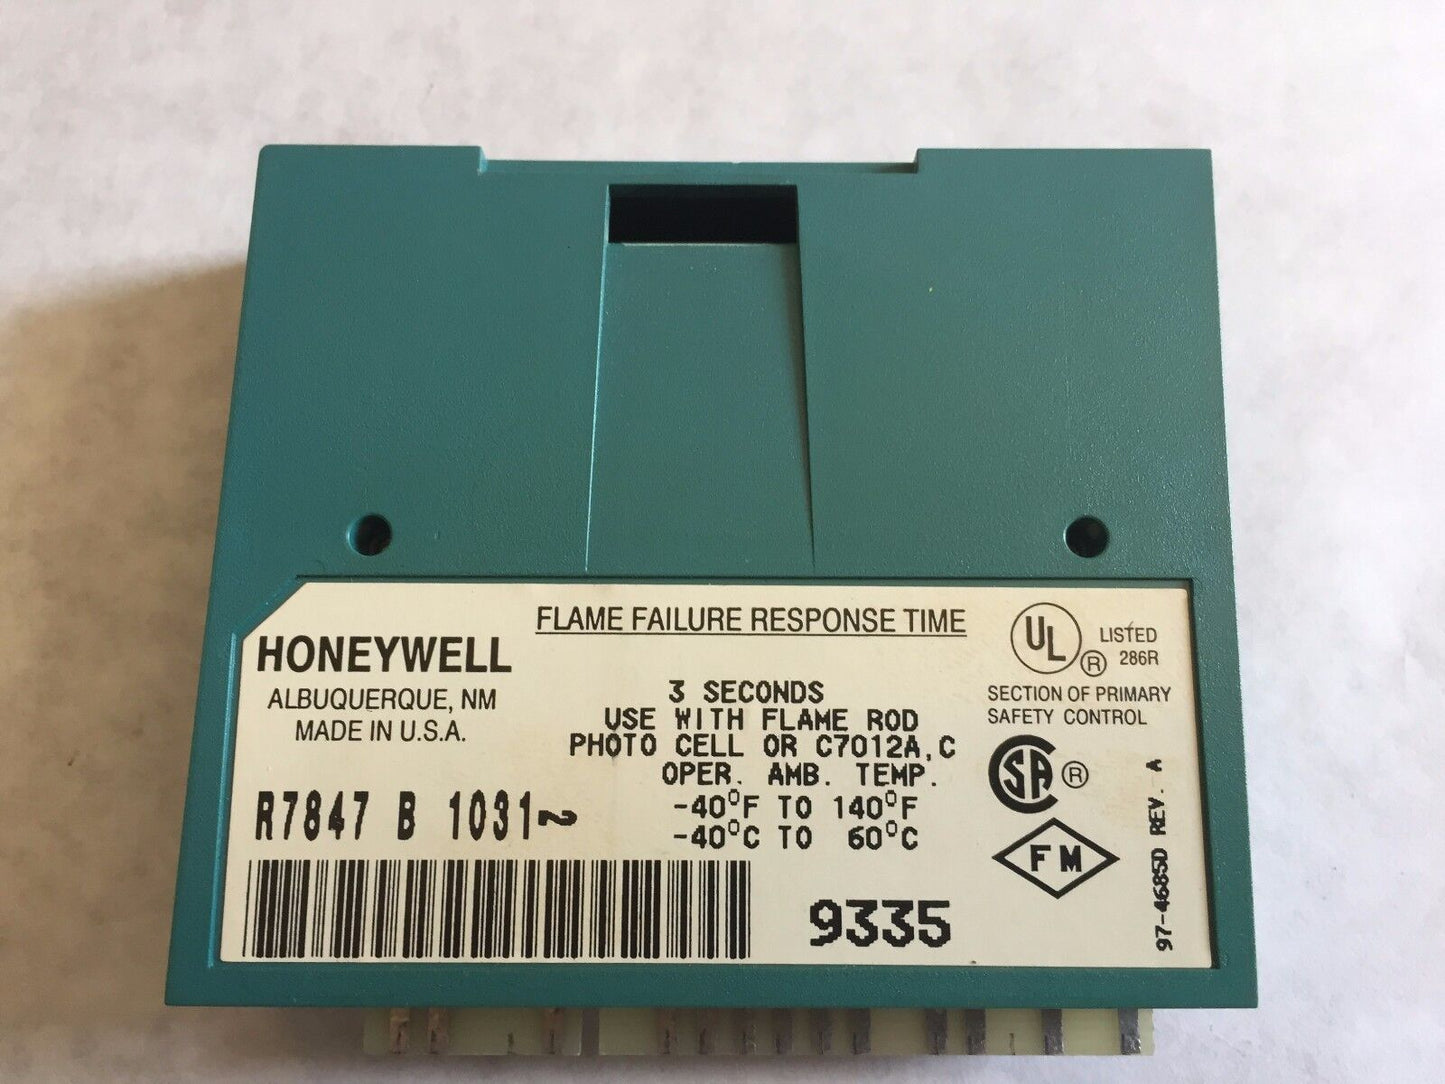 HONEYWELL
ALBUQUERQUE, NM
MADE IN U.S.A.
R7847 B 1031 2
FLAME FAILURE RESPONSE TIME
3 SECONDS
USE WITH FLAME ROD
PHOTO CELL OR C7012A,C
OPER. AMB. TEMP.
-40°F TO 140°F
-40°C TO 60°C
9335
UL ® LISTED
286R
SECTION OF PRIMARY
SAFETY CONTROL
SA ®
FM
97-4685D REV. A